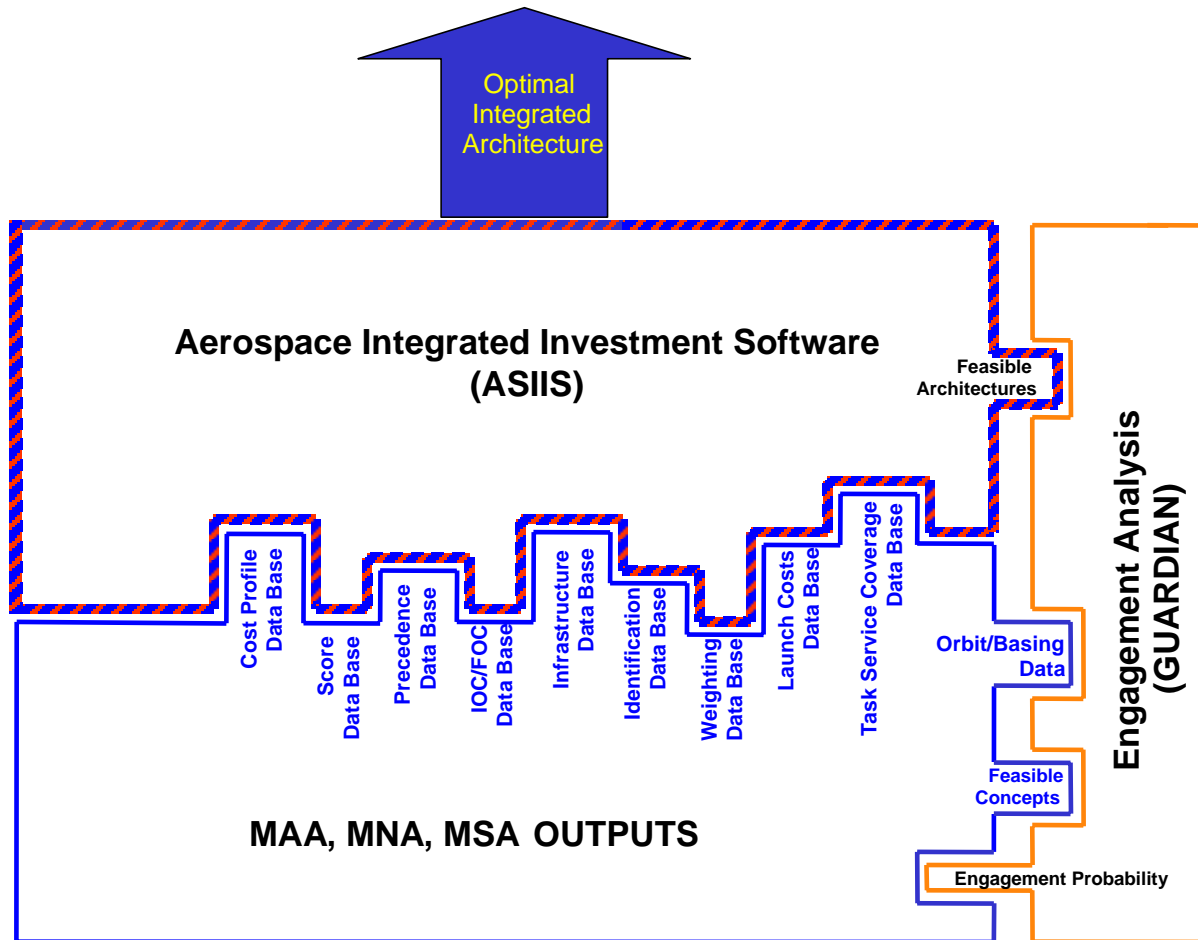 Optimal
Integrated
Architecture
Aerospace Integrated Investment Software
(ASIIS)
Feasible
Architectures
Engagement Analysis
(GUARDIAN)
Cost Profile
Data Base
Score
Data Base
Precedence
Data Base
IOC/FOC
Data Base
Infrastructure
Data Base
Identification
Data Base
Weighting
Data Base
Launch Costs
Data Base
Task Service Coverage
Data Base
Orbit/Basing
Data
Feasible
Concepts
MAA, MNA, MSA OUTPUTS
Engagement Probability